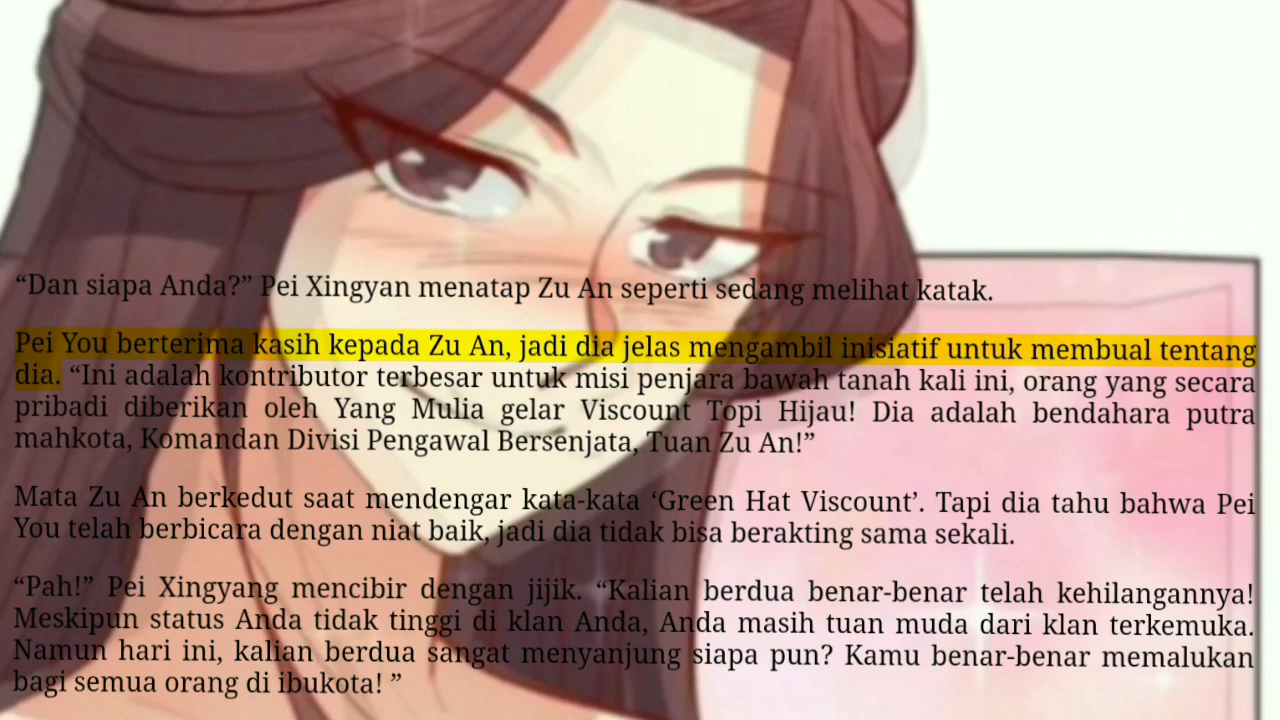 “Dan siapa Anda?” Pei Xingyan menatap Zu An seperti sedang melihat katak.
Pei You berterima kasih kepada Zu An, jadi dia jelas mengambil inisiatif untuk membual tentang
dia. “Ini adalah kontributor terbesar untuk misi penjara bawah tanah kali ini, orang yang secara
pribadi diberikan oleh Yang Mulia gelar Viscount Topi Hijau! Dia adalah bendahara putra
mahkota, Komandan Divisi Pengawal Bersenjata, Tuan Zu An!”
Mata Zu An berkedut saat mendengar kata-kata ‘Green Hat Viscount’. Tapi dia tahu bahwa Pei
You telah berbicara dengan niat baik, jadi dia tidak bisa berakting sama sekali.
“Pah!” Pei Xingyang mencibir dengan jijik. “Kalian berdua benar-benar telah kehilangannya!
Meskipun status Anda tidak tinggi di klan Anda, Anda masih tuan muda dari klan terkemuka.
Namun hari ini, kalian berdua sangat menyanjung siapa pun? Kamu benar-benar memalukan
bagi semua orang di ibukota! ”